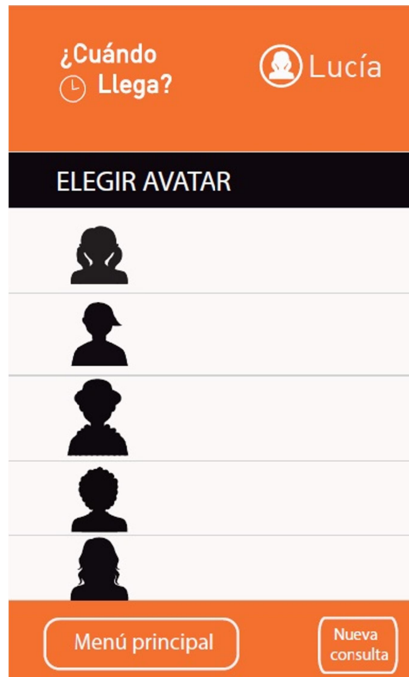 ¿Cuándo
Llega?
Lucía
ELEGIR AVATAR
Menú principal
Nueva
consulta